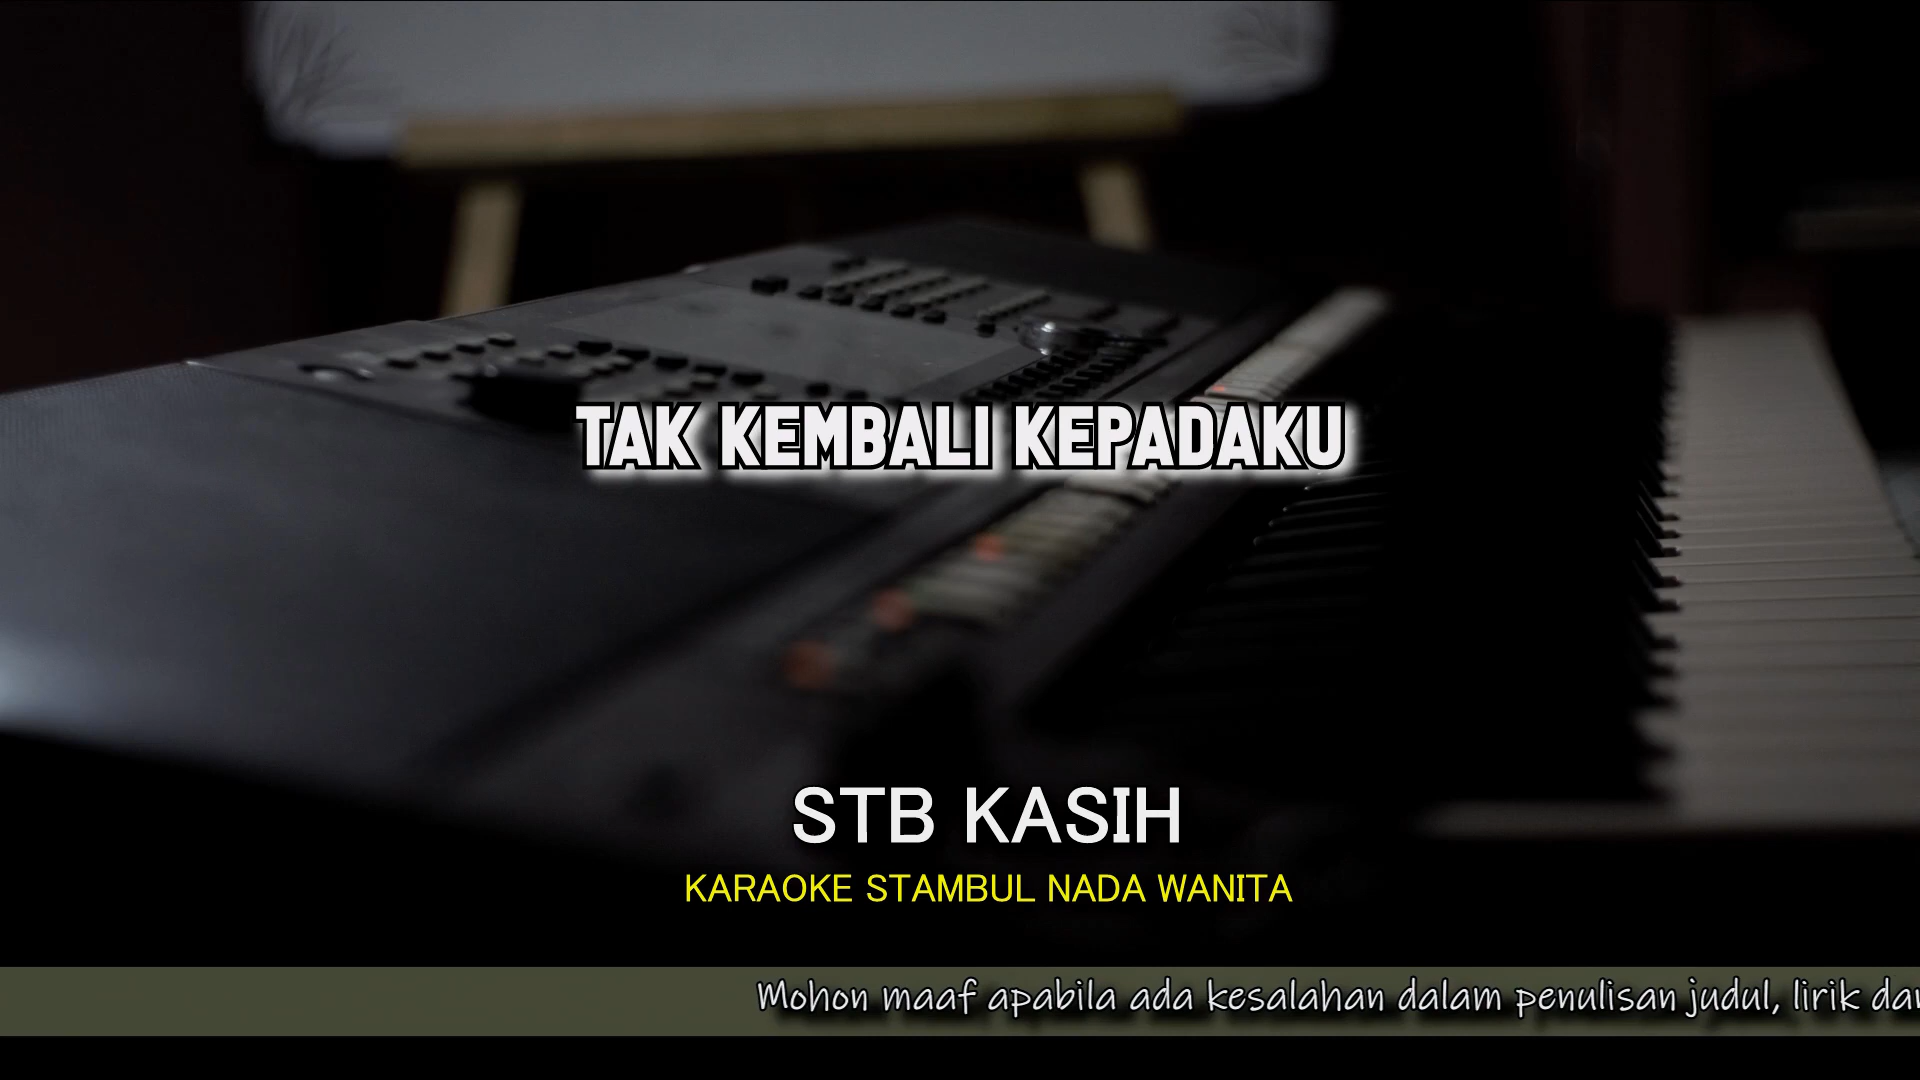 TAK KEMBALI KEPADAKU
STB KASIH
KARAOKE STAMBUL NADA WANITA
Mohon maaf apabila ada kesalahan dalam penulisan judul, lirik